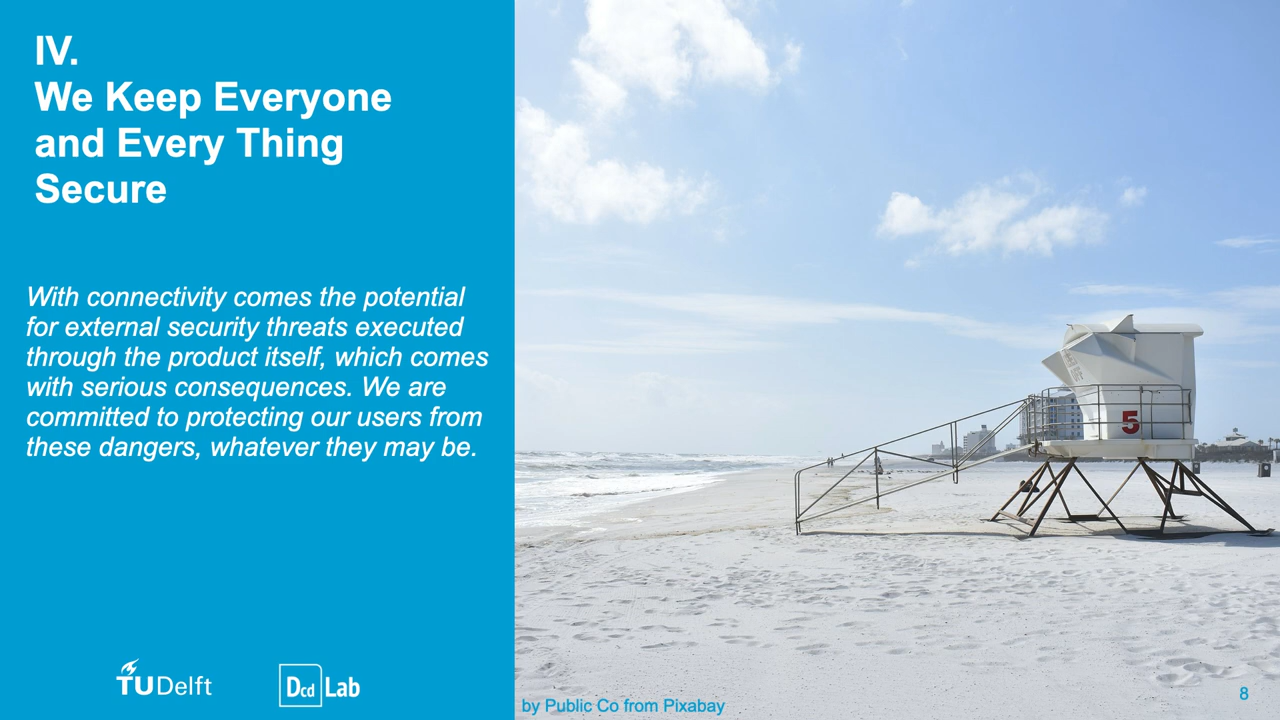 IV.
We Keep Everyone
and Every Thing
Secure
With connectivity comes the potential
for external security threats executed
through the product itself, which comes
with serious consequences. We are
committed to protecting our users from
these dangers, whatever they may be.
TUDelft
Dcd Lab
5
by Public Co from Pixabay
8